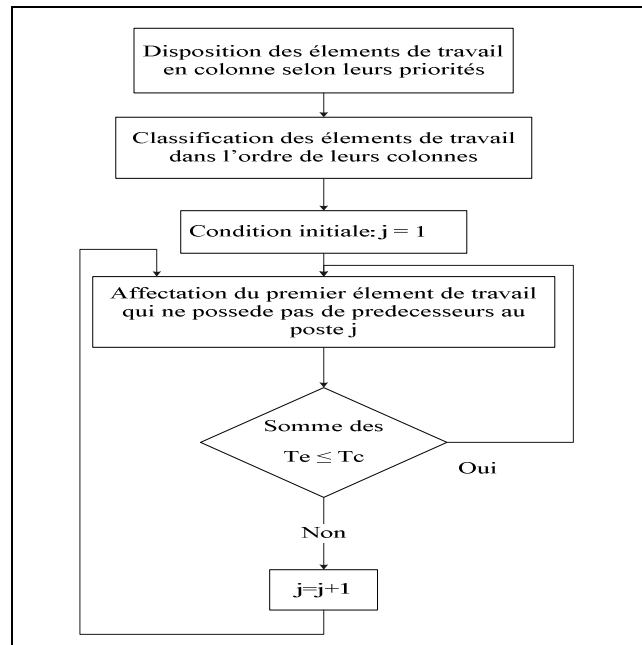 Disposition des élements de travail
en colonne selon leurs priorités
Classification des élements de travail
dans l'ordre de leurs colonnes
Condition initiale: j = 1
Affectation du premier élement de travail
qui ne possede pas de predecesseurs au
poste j
Somme des
Te ≤ Tc
Oui
Non
j=j+1